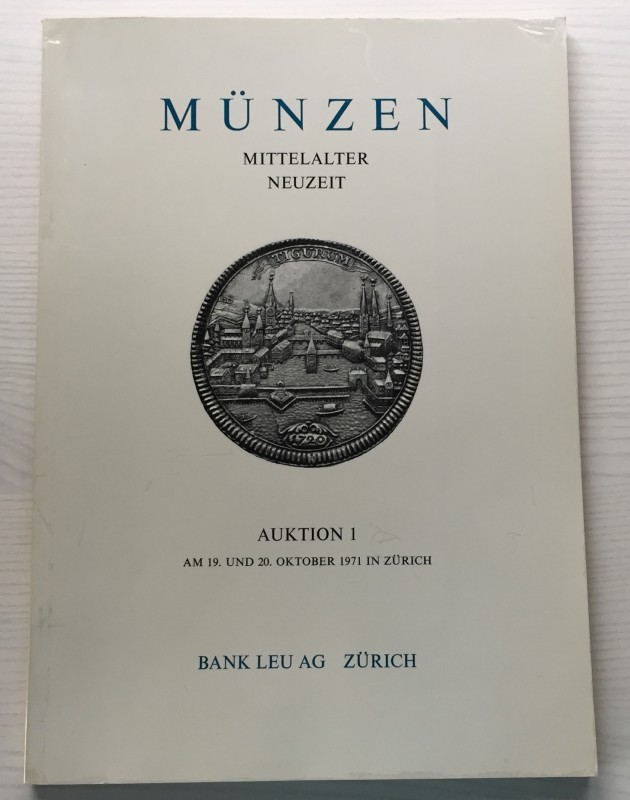 MÜNZEN
MITTELALTER
NEUZEIT
TIGURUM
1720
AUKTION 1
AM 19. UND 20. OKTOBER 1971 IN ZÜRICH
BANK LEU AG ZÜRICH